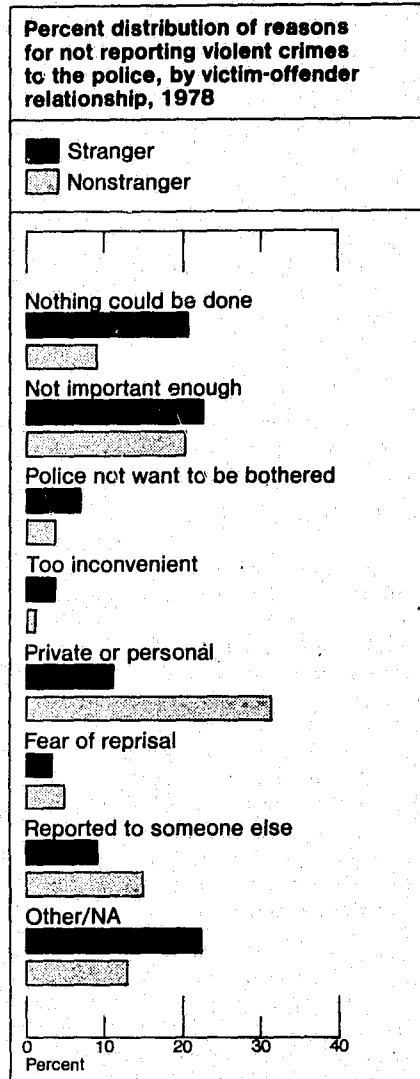 Percent distribution of reasons
for not reporting violent crimes
to the police, by victim-offender
relationship, 1978
Stranger
Nonstranger
Nothing could be done
Not important enough
Police not want to be bothered
Too inconvenient
Private or personal
Fear of reprisal
Reported to someone else
Other/NA
0 10 20 30 40
Percent